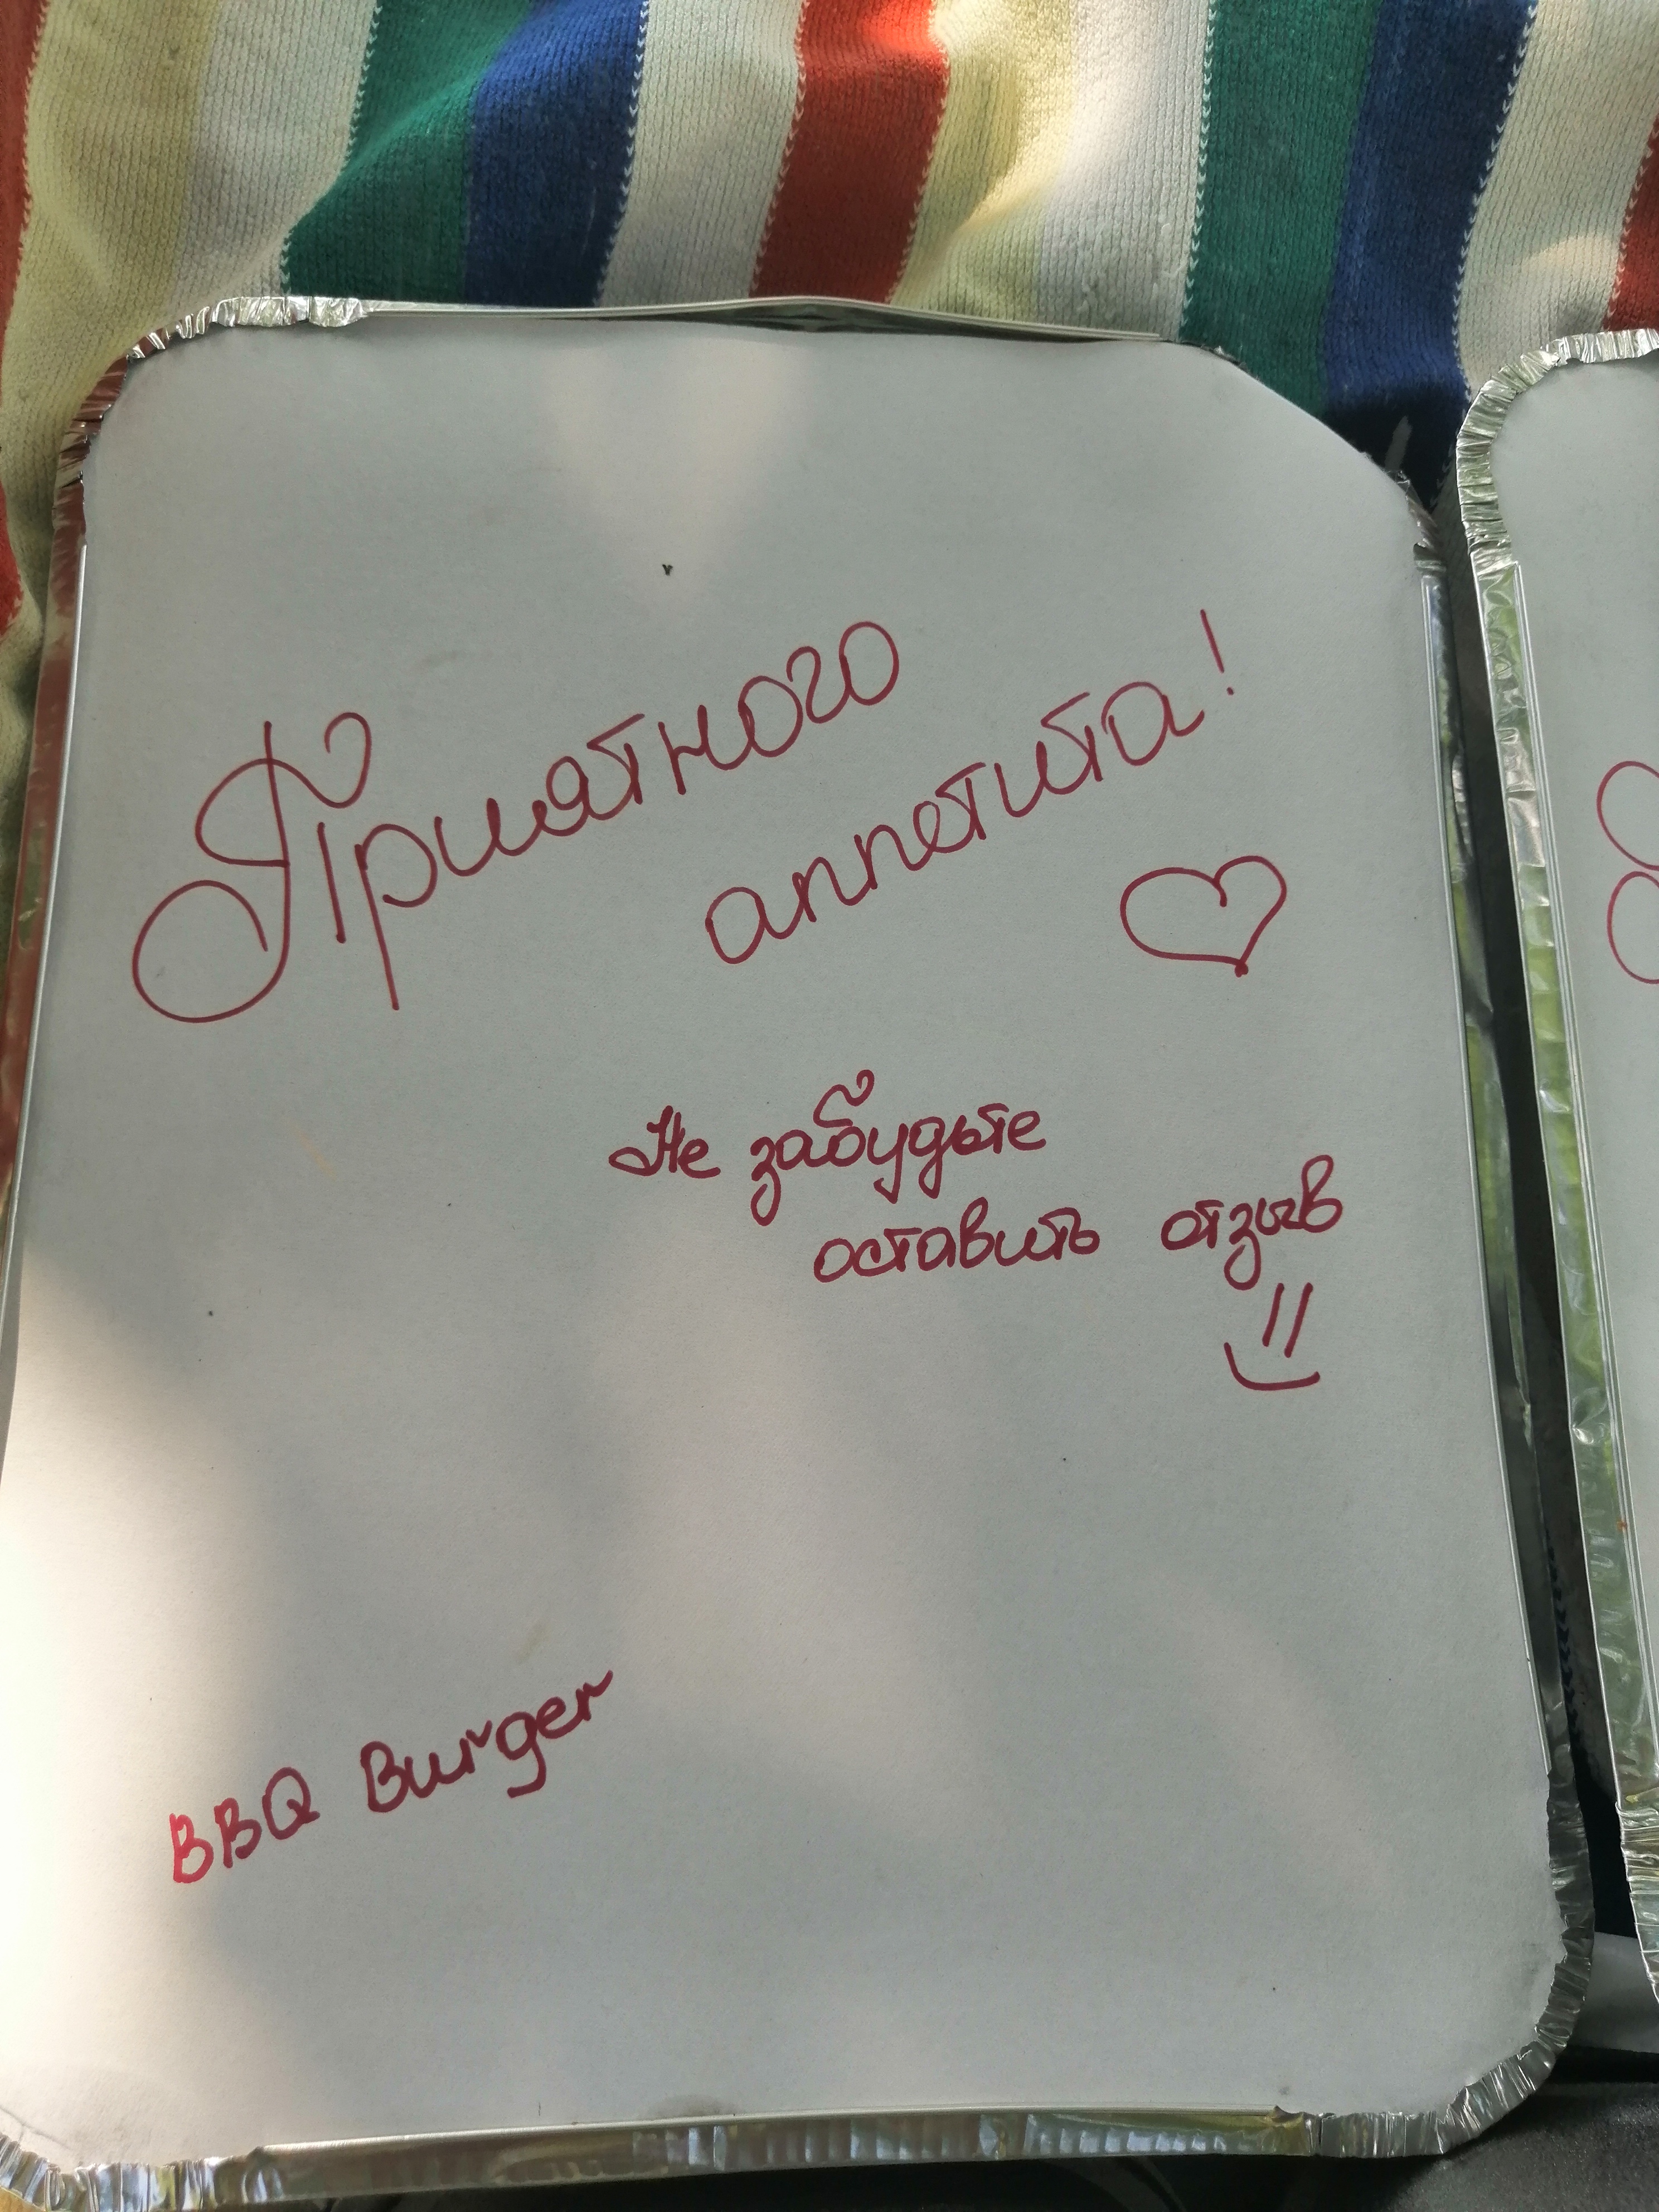 Приятного
аппетита!
Не забудьте
оставить отзыв
=)
BBQ Burger